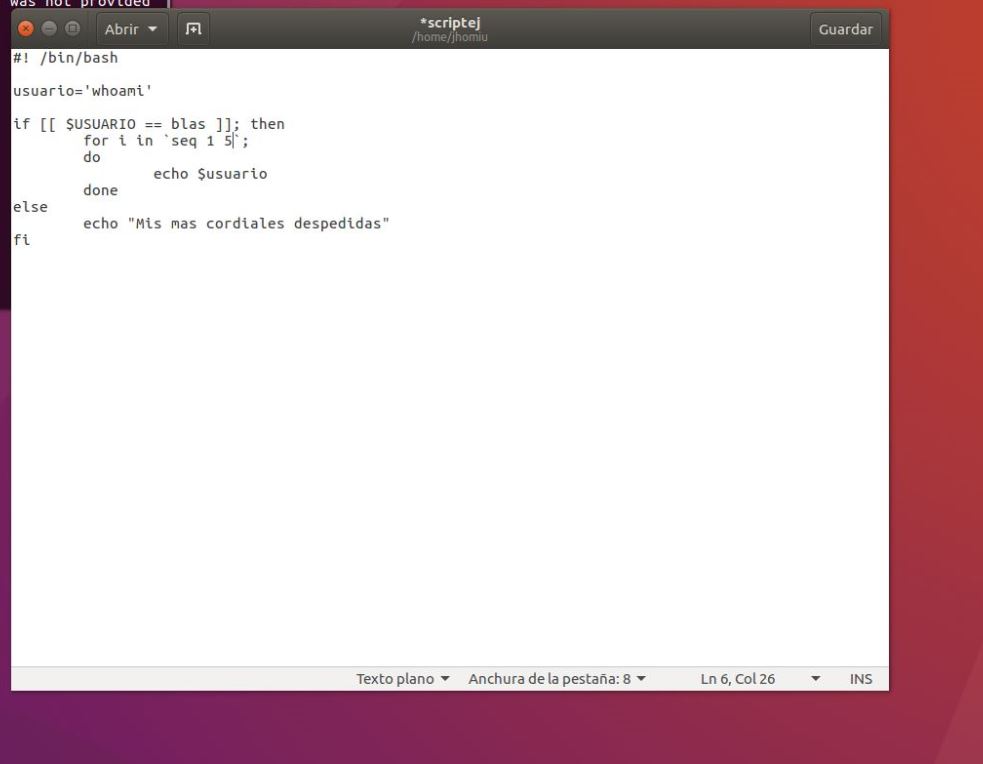 was not provided
Abrir
*scriptej
/home/jhomiu
Guardar
#! /bin/bash
usuario='whoami'
if [[ $USUARIO == blas ]]; then
for i in `seq 1 5`;
do
echo $usuario
done
else
echo "Mis mas cordiales despedidas"
fi
Texto plano
Anchura de la pestaña: 8
Ln 6, Col 26
INS